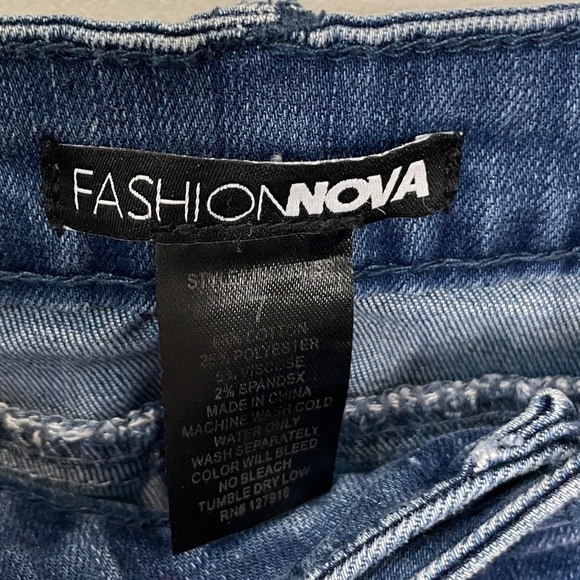 FASHIONNOVA
7
COTTON
25% POLYESTER
VISCOSE
2% SPANDEX
MADE IN CHINA
MACHINE WASH COLD
WATER ONLY
WASH SEPARATELY
COLOR WILL BLEED
NO BLEACH
TUMBLE DRY LOW
RN# 127916